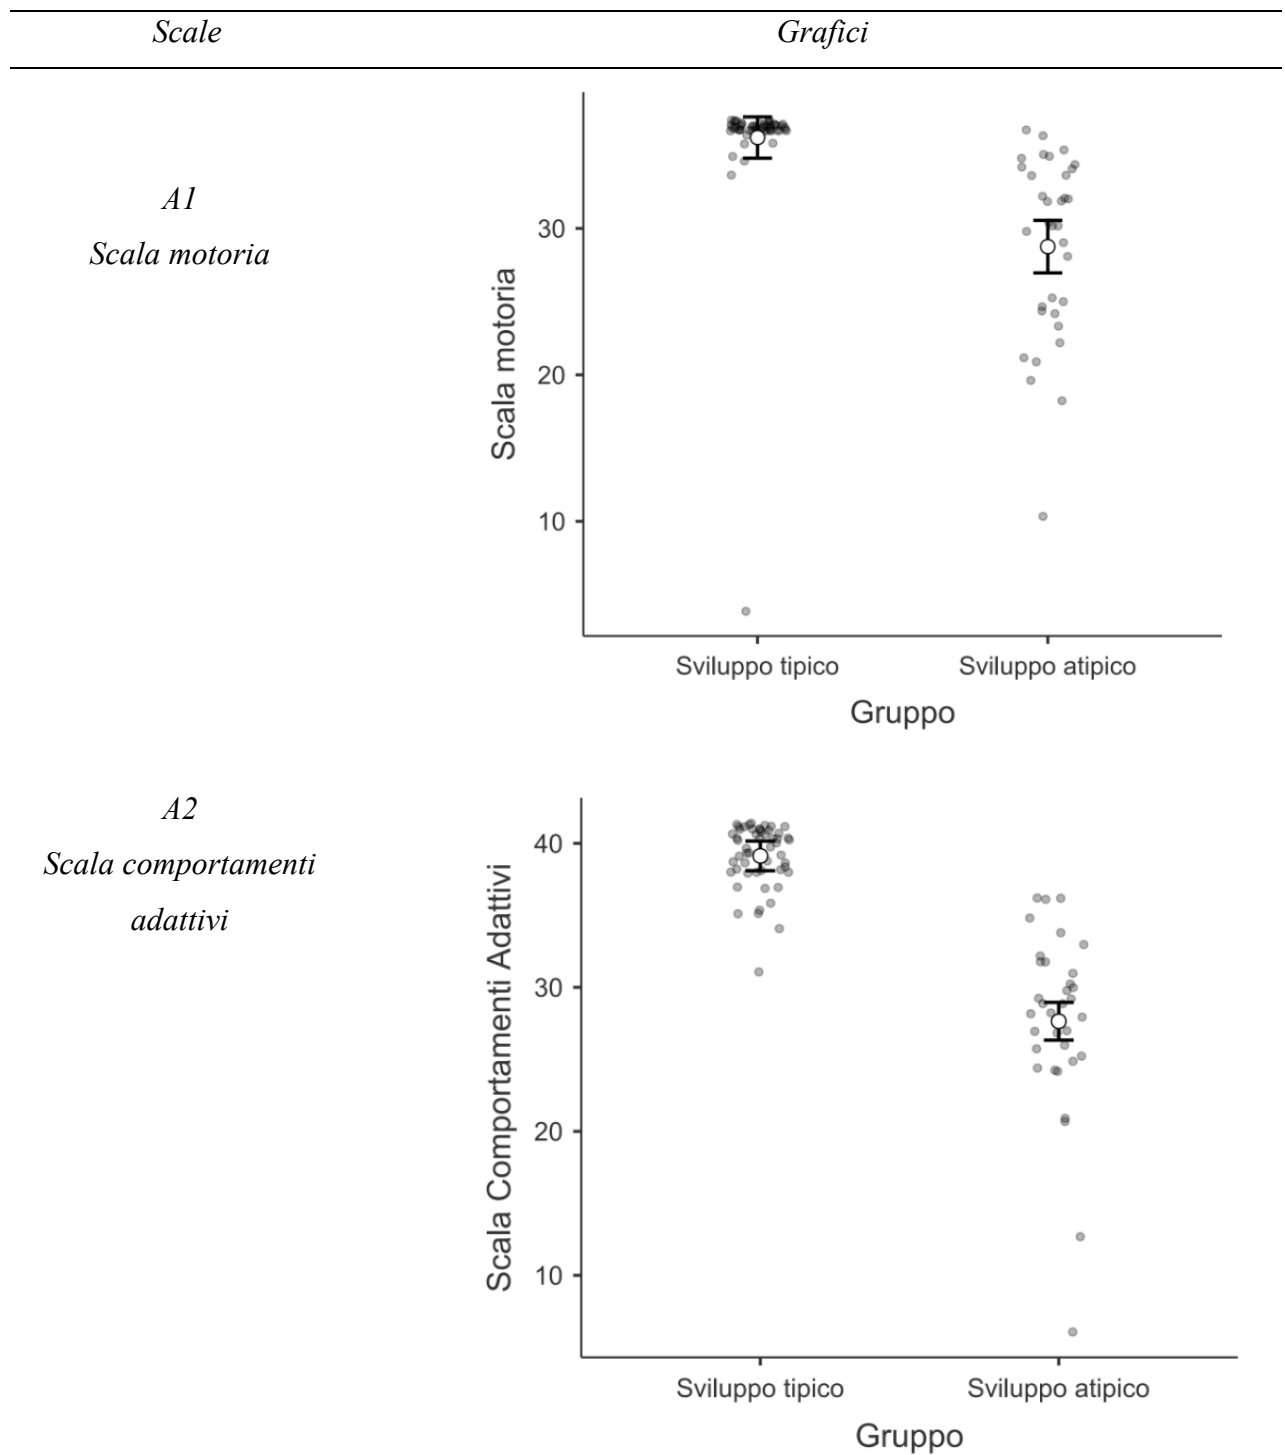 Scale Grafici
A1
Scala motoria
Scala motoria
30
20
10
Sviluppo tipico Sviluppo atipico
Gruppo
A2
Scala comportamenti
adattivi
Scala Comportamenti Adattivi
40
30
20
10
Sviluppo tipico Sviluppo atipico
Gruppo